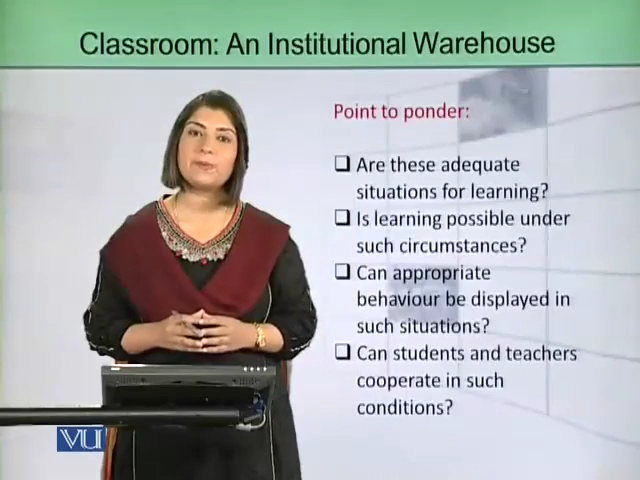 Classroom: An Institutional Warehouse
Point to ponder:
❑ Are these adequate
situations for learning?
❑ Is learning possible under
such circumstances?
❑ Can appropriate
behaviour be displayed in
such situations?
❑ Can students and teachers
cooperate in such
conditions?
VU